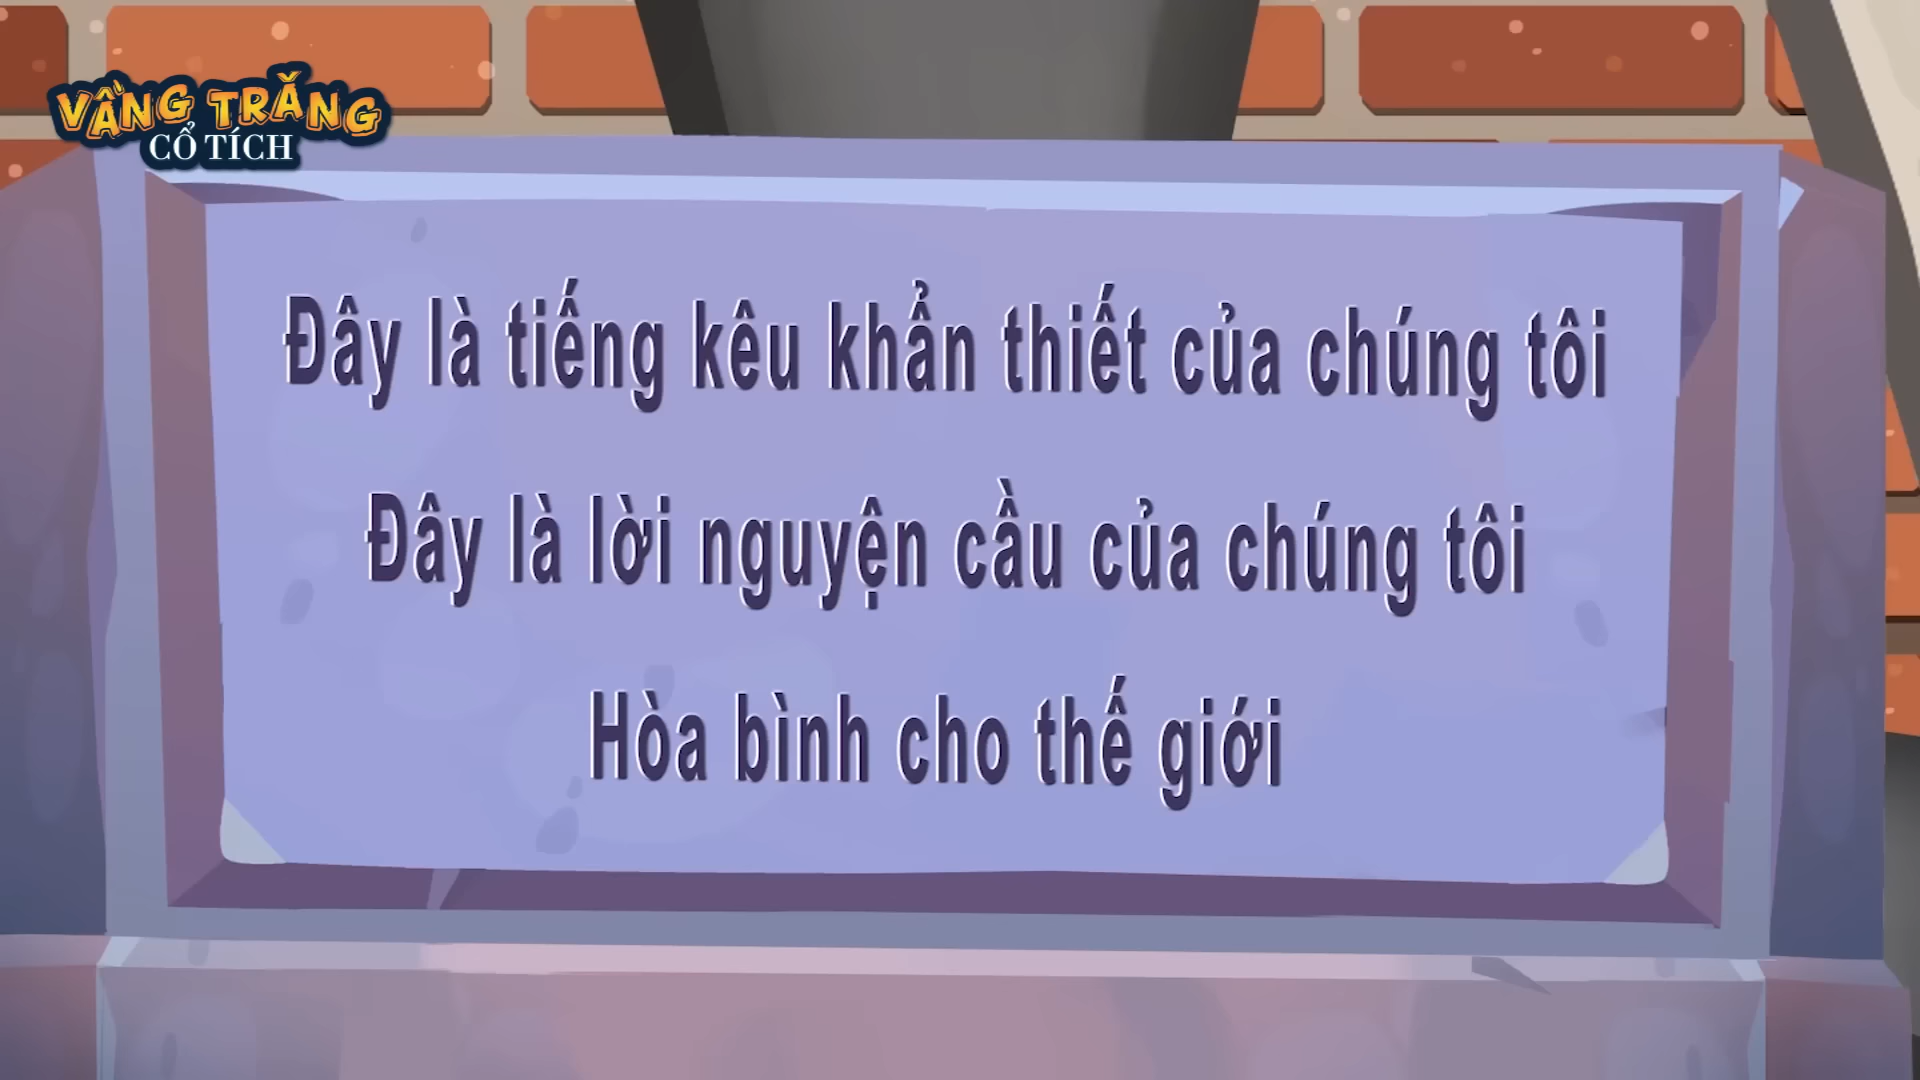 VẦNG TRĂNG
CỔ TÍCH
Đây là tiếng kêu khẩn thiết của chúng tôi
Đây là lời nguyện cầu của chúng tôi
Hòa bình cho thế giới